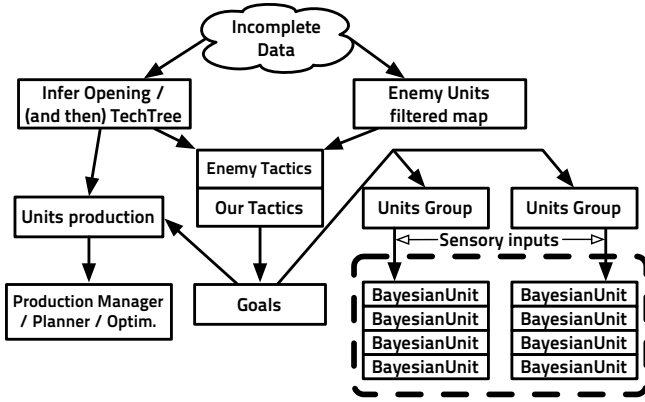 Incomplete
Data
Infer Opening /
(and then) TechTree
Enemy Units
filtered map
Enemy Tactics
Our Tactics
Units production
Units Group
Units Group
Sensory inputs
Production Manager
/ Planner / Optim.
Goals
BayesianUnit
BayesianUnit
BayesianUnit
BayesianUnit
BayesianUnit
BayesianUnit
BayesianUnit
BayesianUnit